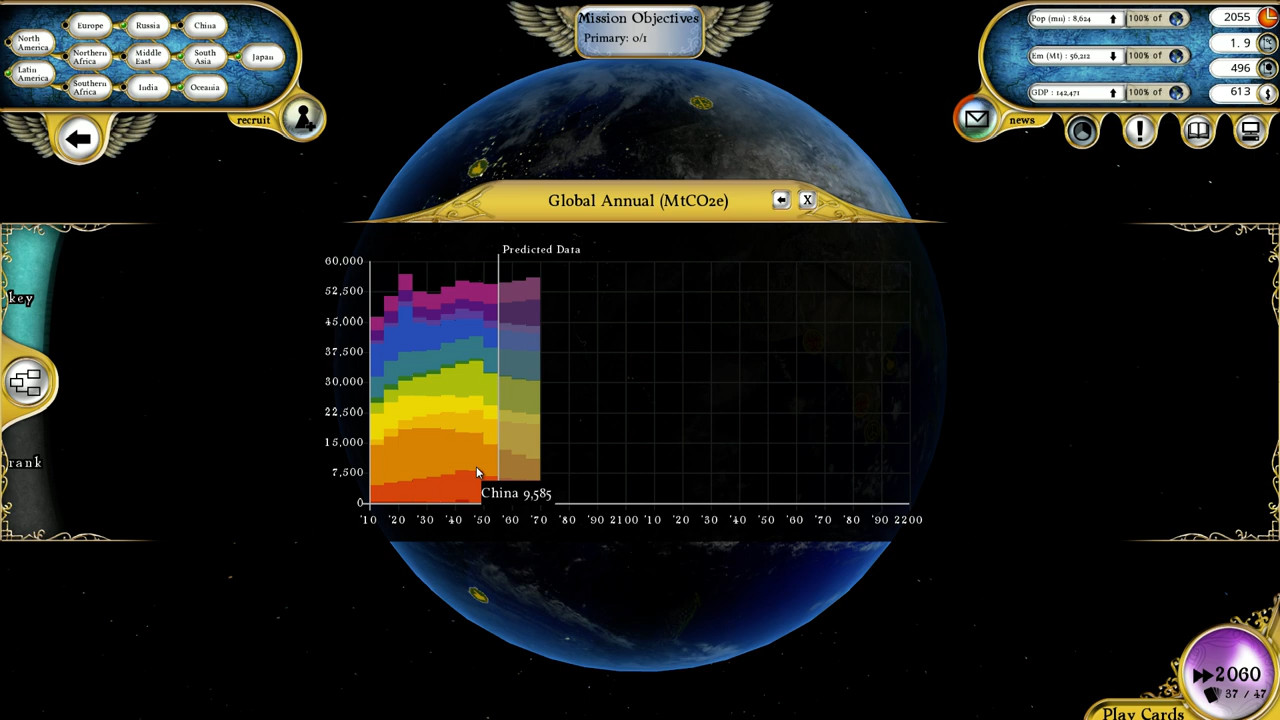 Mission Objectives
Primary: 0/1
North
America
Europe
Russia
China
Northern
Africa
Middle
East
South
Asia
Japan
Latin
America
Southern
Africa
India
Oceania
recruit
Pop (mn) : 8,624
100% of
2055
Em (Mt) : 56,212
100% of
1.9
496
GDP : 142,471
100% of
613
news
Global Annual (MtCO2e)
X
Predicted Data
60,000
52,500
45,000
37,500
30,000
22,500
15,000
7,500
0
China 9,585
'10 '20 '30 '40 '50 '60 '70 '80 '90 2100 '10 '20 '30 '40 '50 '60 '70 '80 '90 2200
key
rank
2060
37 / 47
Play Cards